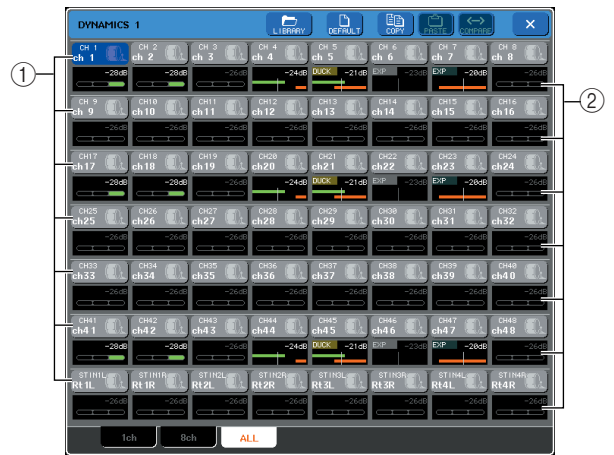 DYNAMICS 1 LIBRARY DEFAULT COPY PASTE COMPARE
CH 1 CH 2 CH 3 CH 4 CH 5 CH 6 CH 7 CH 8
ch 1 ch 2 ch 3 ch 4 ch 5 ch 6 ch 7 ch 8
① -28dB -28dB -26dB -24dB DUCK -21dB EXP -23dB EXP -20dB -26dB ②
CH 9 CH10 CH11 CH12 CH13 CH14 CH15 CH16
ch 9 ch10 ch11 ch12 ch13 ch14 ch15 ch16
-26dB -26dB -26dB -26dB -26dB -26dB -26dB -26dB
CH17 CH18 CH19 CH20 CH21 CH22 CH23 CH24
ch17 ch18 ch19 ch20 ch21 ch22 ch23 ch24
-28dB -28dB -26dB -24dB DUCK -21dB EXP -23dB EXP -20dB -26dB
CH25 CH26 CH27 CH28 CH29 CH30 CH31 CH32
ch25 ch26 ch27 ch28 ch29 ch30 ch31 ch32
-26dB -26dB -26dB -26dB -26dB -26dB -26dB -26dB
CH33 CH34 CH35 CH36 CH37 CH38 CH39 CH40
ch33 ch34 ch35 ch36 ch37 ch38 ch39 ch40
-26dB -26dB -26dB -26dB -26dB -26dB -26dB -26dB
CH41 CH42 CH43 CH44 CH45 CH46 CH47 CH48
ch41 ch42 ch43 ch44 ch45 ch46 ch47 ch48
-28dB -28dB -26dB -24dB DUCK -21dB EXP -23dB EXP -20dB -26dB
STIN1L STIN1R STIN2L STIN2R STIN3L STIN3R STIN4L STIN4R
Rt1L Rt1R Rt2L Rt2R Rt3L Rt3R Rt4L Rt4R
-26dB -26dB -26dB -26dB -26dB -26dB -26dB -26dB
1ch 8ch ALL